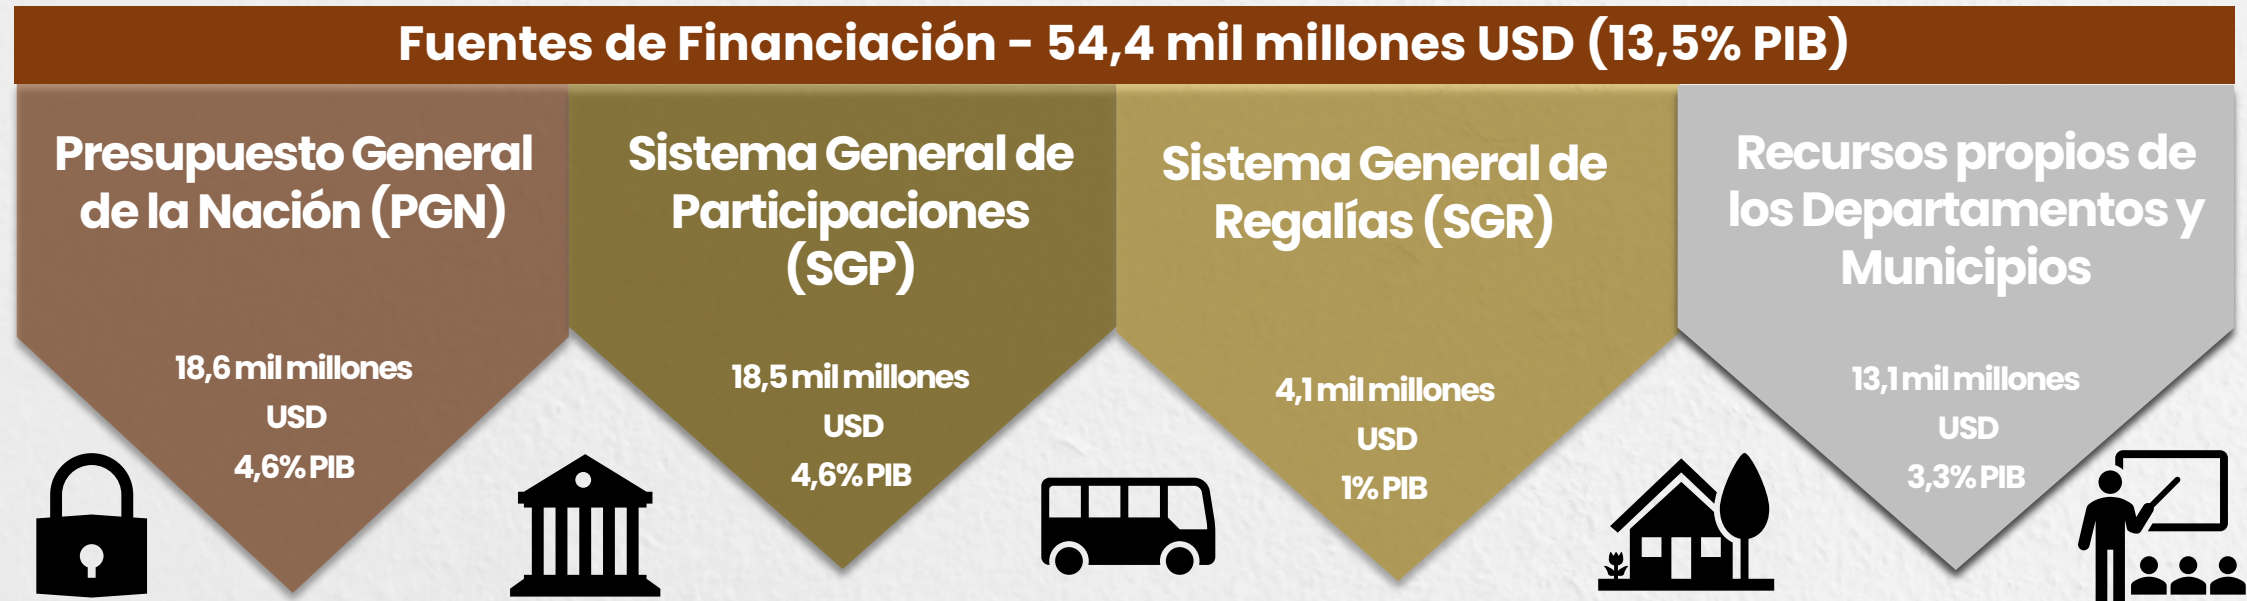 Fuentes de Financiación - 54,4 mil millones USD (13,5% PIB)
Presupuesto General
de la Nación (PGN)
18,6 mil millones
USD
4,6% PIB
Sistema General de
Participaciones
(SGP)
18,5 mil millones
USD
4,6% PIB
Sistema General de
Regalías (SGR)
4,1 mil millones
USD
1% PIB
Recursos propios de
los Departamentos y
Municipios
13,1 mil millones
USD
3,3% PIB